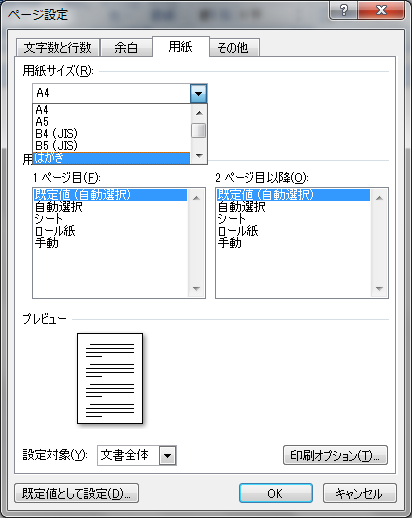 ページ設定
文字数と行数
余白
用紙
その他
用紙サイズ(R):
A4
A4
A5
B4 (JIS)
B5 (JIS)
はがき
用
1 ページ目(F):
2 ページ目以降(O):
既定値 (自動選択)
既定値 (自動選択)
自動選択
自動選択
シート
シート
ロール紙
ロール紙
手動
手動
プレビュー
設定対象(Y):
文書全体
印刷オプション(T)...
既定値として設定(D)...
OK
キャンセル